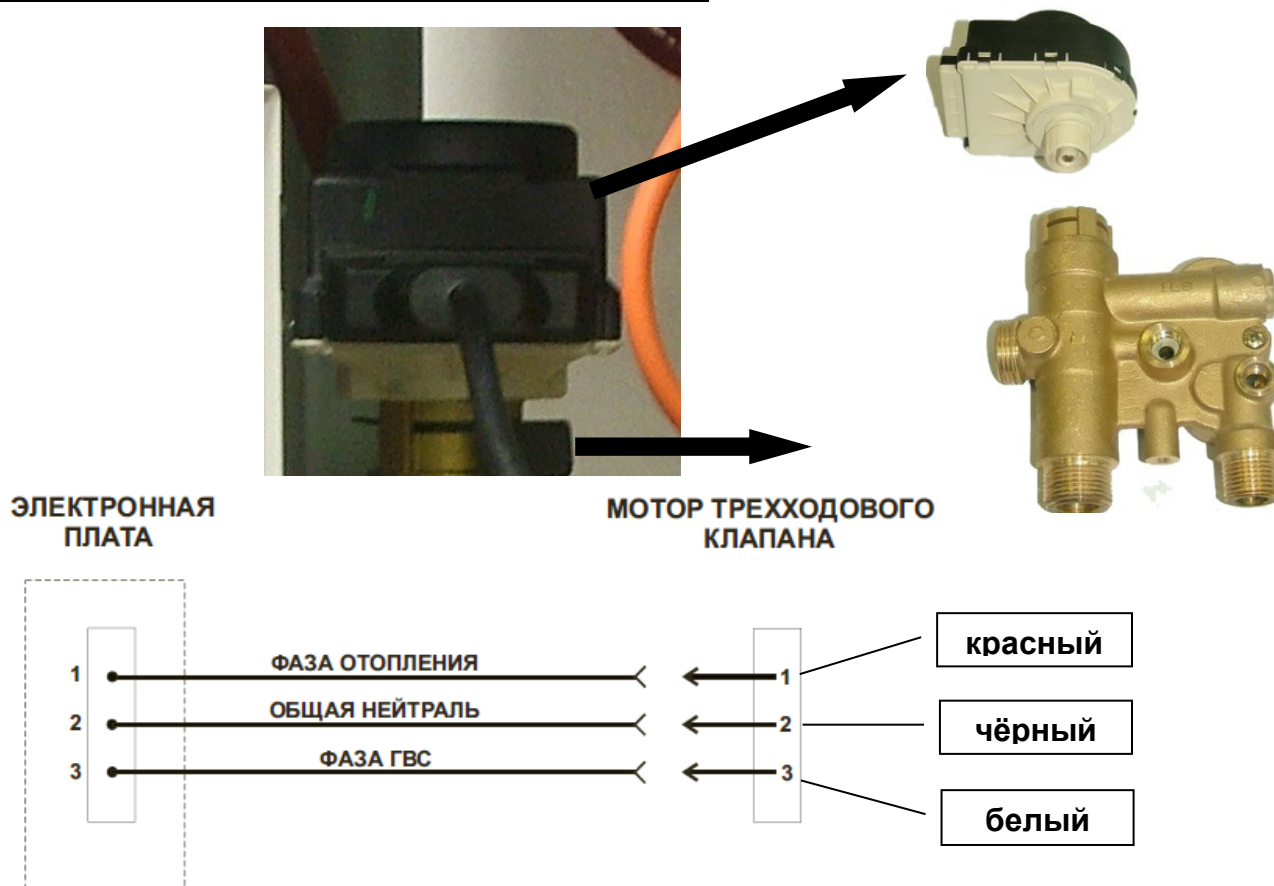 ЭЛЕКТРОННАЯ
ПЛАТА
МОТОР ТРЕХХОДОВОГО
КЛАПАНА
1 ФАЗА ОТОПЛЕНИЯ 1 красный
2 ОБЩАЯ НЕЙТРАЛЬ 2 чёрный
3 ФАЗА ГВС 3 белый